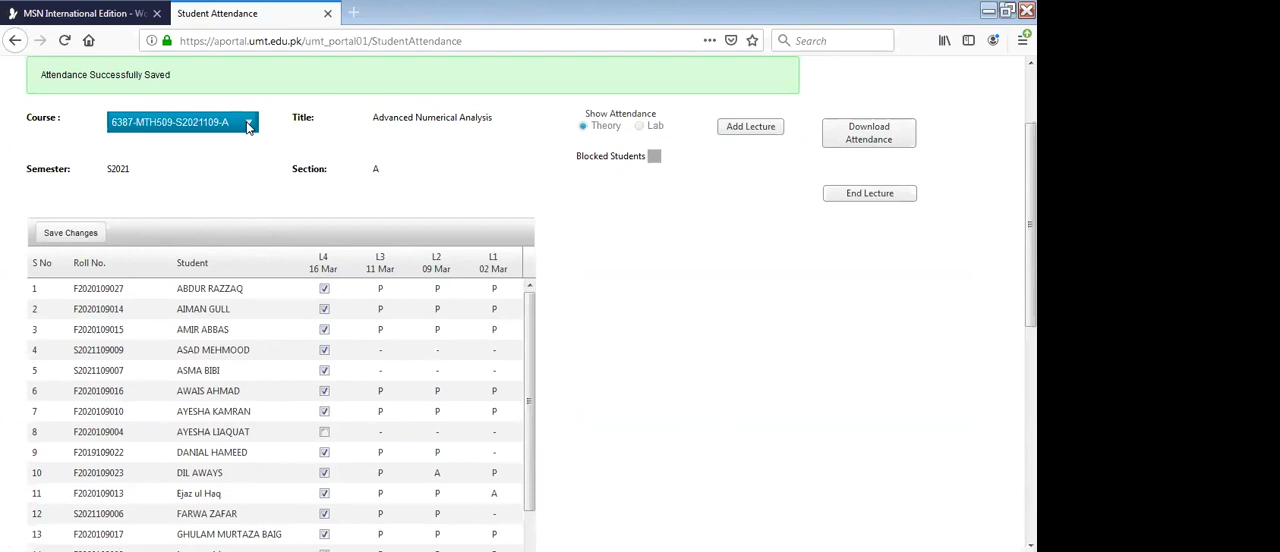 MSN International Edition - Wo
Student Attendance
https://aportal.umt.edu.pk/umt_portal01/StudentAttendance
Search
Attendance Successfully Saved
Course :
6387-MTH509-S2021109-A
Title:
Advanced Numerical Analysis
Show Attendance
Theory
Lab
Add Lecture
Download Attendance
Blocked Students
Semester:
S2021
Section:
A
End Lecture
Save Changes
S No Roll No. Student L4 16 Mar L3 11 Mar L2 09 Mar L1 02 Mar
1 F2020109027 ABDUR RAZZAQ P P P
2 F2020109014 AIMAN GULL P P P
3 F2020109015 AMIR ABBAS P P P
4 S2021109009 ASAD MEHMOOD - - -
5 S2021109007 ASMA BIBI - - -
6 F2020109016 AWAIS AHMAD P P P
7 F2020109010 AYESHA KAMRAN P P P
8 F2020109004 AYESHA LIAQUAT - - -
9 F2019109022 DANIAL HAMEED P P -
10 F2020109023 DIL AWAYS P A P
11 F2020109013 Ejaz ul Haq P P A
12 S2021109006 FARWA ZAFAR P P -
13 F2020109017 GHULAM MURTAZA BAIG P P P